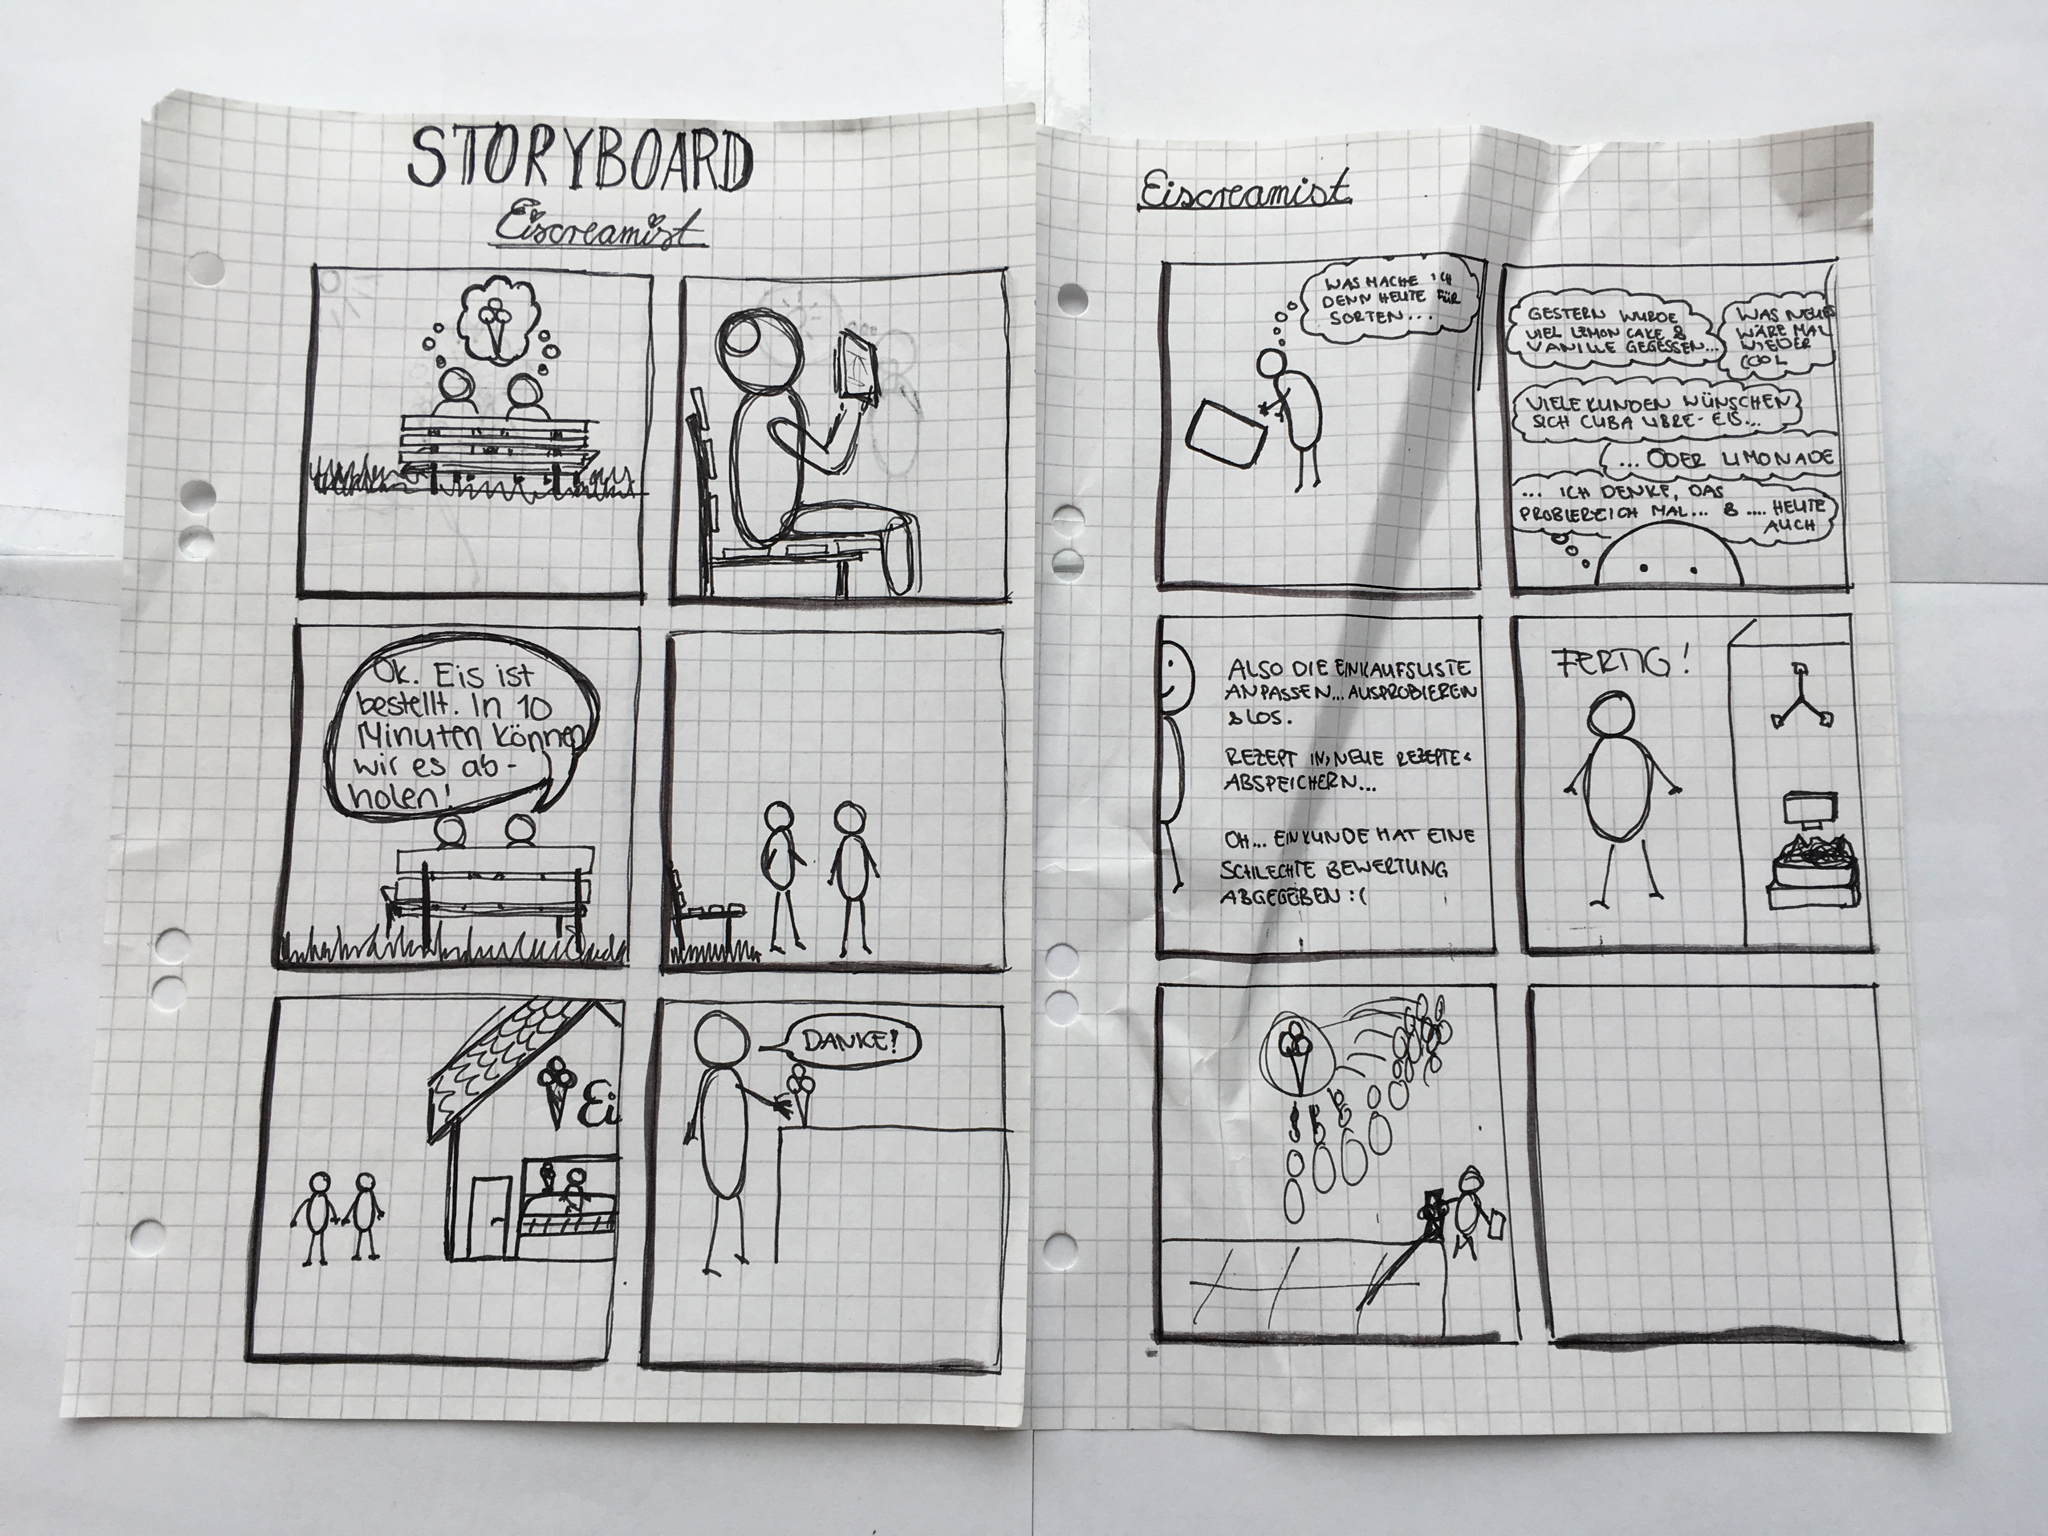 STORYBOARD
Eiscreamist
Ok. Eis ist
bestellt. In 10
Minuten können
wir es ab-
holen!
Ei
DANKE!
Eiscreamist
WAS MACHE ICH
DENN HEUTE FÜR
SORTEN...
GESTERN WURDE
VIEL LEMON CAKE &
VANILLE GEGESSEN...
WAS NEUES
WÄRE MAL
WIEDER
COOL
VIELE KUNDEN WÜNSCHEN
SICH CUBA LIBRE-EIS...
... ODER LIMONADE
... ICH DENKE, DAS
PROBIERE ICH MAL... & .... HEUTE
AUCH
ALSO DIE EINKAUFSLISTE
ANPASSEN... AUSPROBIEREN
& LOS.
REZEPT IN „NEUE REZEPTE“
ABSPEICHERN...
OH... EIN KUNDE HAT EINE
SCHLECHTE BEWERTUNG
ABGEGEBEN :(
FERTIG!